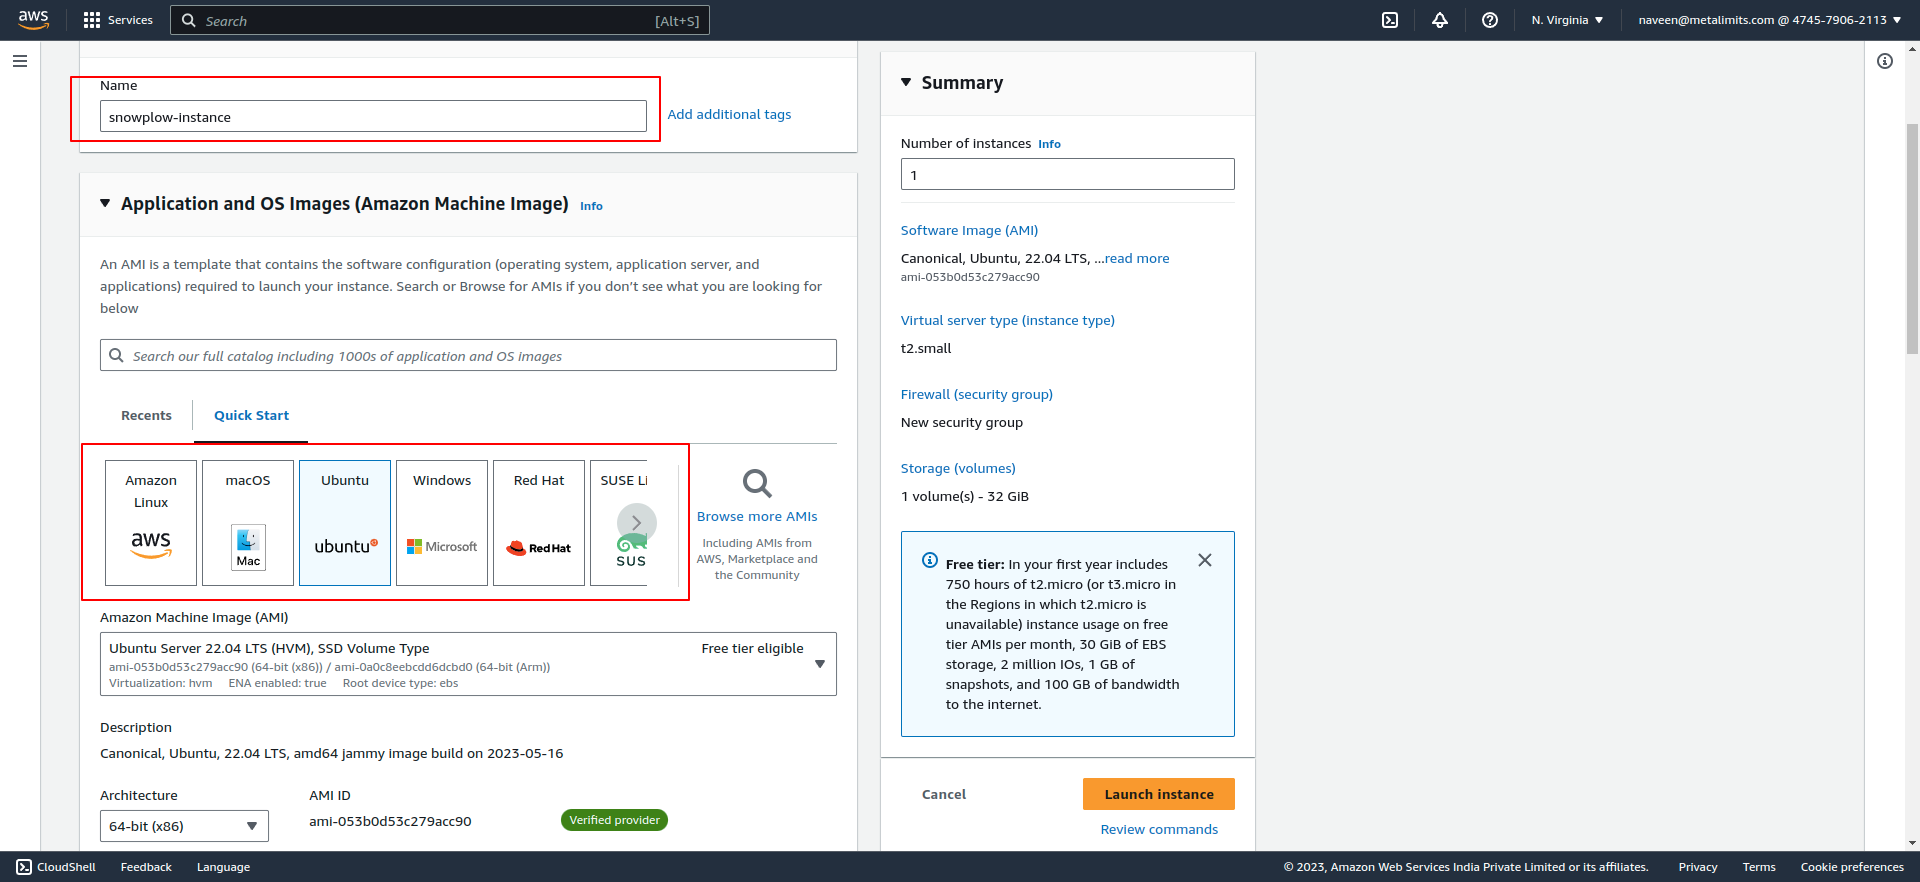 aws
Services
Search
[Alt+S]
N. Virginia
naveen@metalimits.com @ 4745-7906-2113
Name
snowplow-instance
Add additional tags
Application and OS Images (Amazon Machine Image) Info
An AMI is a template that contains the software configuration (operating system, application server, and
applications) required to launch your instance. Search or Browse for AMIs if you don’t see what you are looking for
below
Search our full catalog including 1000s of application and OS images
Recents
Quick Start
Amazon
Linux
aws
macOS
Mac
Ubuntu
ubuntu
Windows
Microsoft
Red Hat
RedHat
SUSE Li
SUS
Browse more AMIs
Including AMIs from
AWS, Marketplace and
the Community
Amazon Machine Image (AMI)
Ubuntu Server 22.04 LTS (HVM), SSD Volume Type
Free tier eligible
ami-053b0d53c279acc90 (64-bit (x86)) / ami-0a0c8eebcdd6dcbd0 (64-bit (Arm))
Virtualization: hvm ENA enabled: true Root device type: ebs
Description
Canonical, Ubuntu, 22.04 LTS, amd64 jammy image build on 2023-05-16
Architecture
64-bit (x86)
AMI ID
ami-053b0d53c279acc90
Verified provider
Summary
Number of instances Info
1
Software Image (AMI)
Canonical, Ubuntu, 22.04 LTS, ...read more
ami-053b0d53c279acc90
Virtual server type (instance type)
t2.small
Firewall (security group)
New security group
Storage (volumes)
1 volume(s) - 32 GiB
Free tier: In your first year includes
750 hours of t2.micro (or t3.micro in
the Regions in which t2.micro is
unavailable) instance usage on free
tier AMIs per month, 30 GiB of EBS
storage, 2 million IOs, 1 GB of
snapshots, and 100 GB of bandwidth
to the internet.
Cancel
Launch instance
Review commands
CloudShell
Feedback
Language
© 2023, Amazon Web Services India Private Limited or its affiliates.
Privacy
Terms
Cookie preferences